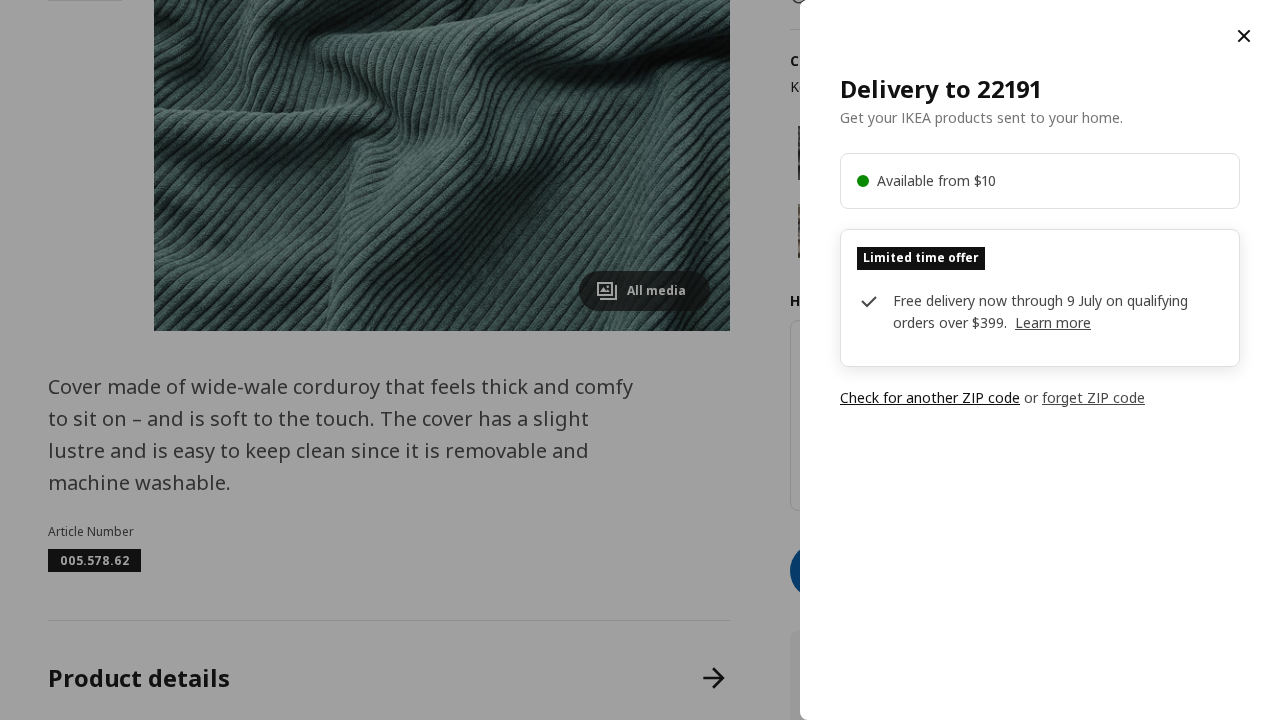 All media
Cover made of wide-wale corduroy that feels thick and comfy
to sit on – and is soft to the touch. The cover has a slight
lustre and is easy to keep clean since it is removable and
machine washable.
Article Number
005.578.62
Product details
Delivery to 22191
Get your IKEA products sent to your home.
Available from $10
Limited time offer
Free delivery now through 9 July on qualifying
orders over $399. Learn more
Check for another ZIP code or forget ZIP code